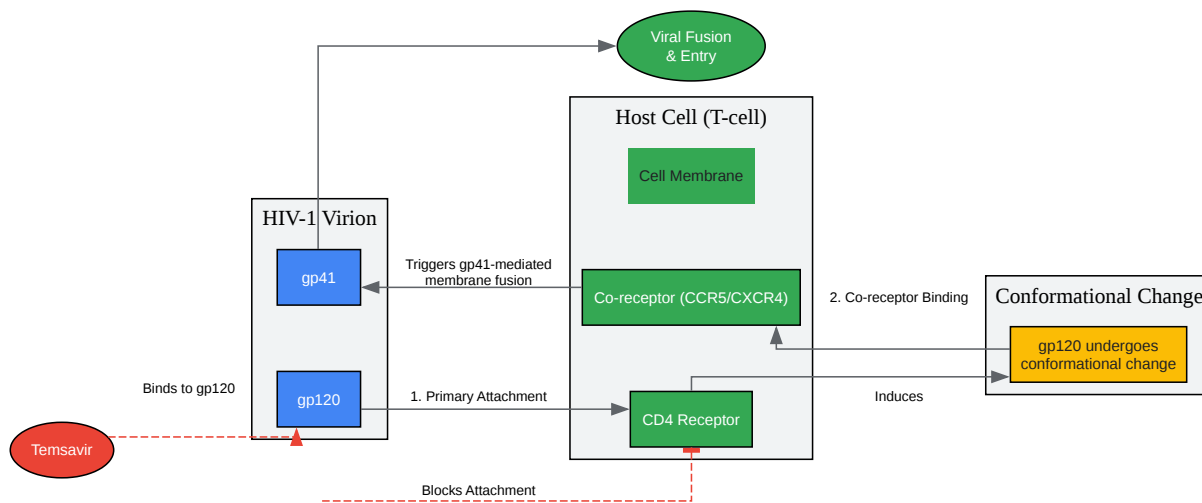 Viral Fusion
& Entry
Host Cell (T-cell)
Cell Membrane
HIV-1 Virion
gp41
Triggers gp41-mediated
membrane fusion
Co-receptor (CCR5/CXCR4)
2. Co-receptor Binding
Conformational Change
gp120 undergoes
conformational change
Binds to gp120
gp120
1. Primary Attachment
CD4 Receptor
Induces
Temsavir
Blocks Attachment